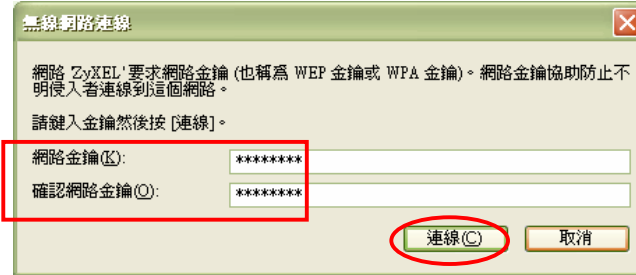 無線網路連線
網路 'ZyXEL' 要求網路金鑰 (也稱為 WEP 金鑰或 WPA 金鑰)。網路金鑰協助防止不
明侵入者連線到這個網路。
請鍵入金鑰然後按 [連線]。
網路金鑰(K): ********
確認網路金鑰(O): ********
連線(C) 取消